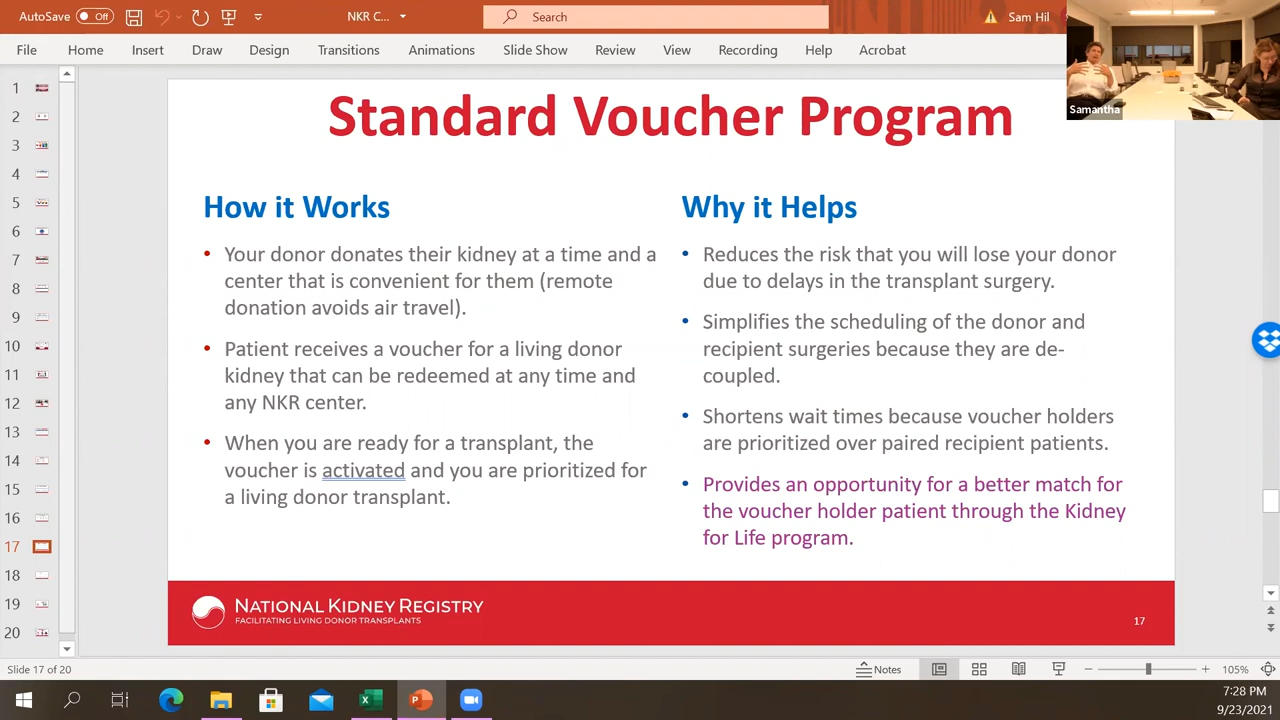 AutoSave Off NKR C... Search Sam Hil
File Home Insert Draw Design Transitions Animations Slide Show Review View Recording Help Acrobat
Samantha
Standard Voucher Program
How it Works
• Your donor donates their kidney at a time and a
center that is convenient for them (remote
donation avoids air travel).
• Patient receives a voucher for a living donor
kidney that can be redeemed at any time and
any NKR center.
• When you are ready for a transplant, the
voucher is activated and you are prioritized for
a living donor transplant.
Why it Helps
• Reduces the risk that you will lose your donor
due to delays in the transplant surgery.
• Simplifies the scheduling of the donor and
recipient surgeries because they are de-
coupled.
• Shortens wait times because voucher holders
are prioritized over paired recipient patients.
• Provides an opportunity for a better match for
the voucher holder patient through the Kidney
for Life program.
NATIONAL KIDNEY REGISTRY
FACILITATING LIVING DONOR TRANSPLANTS
17
1
2
3
4
7
8
9
10
11
12
13
14
15
16
17
18
19
20
Slide 17 of 20 Notes 105%
7:28 PM
9/23/2021